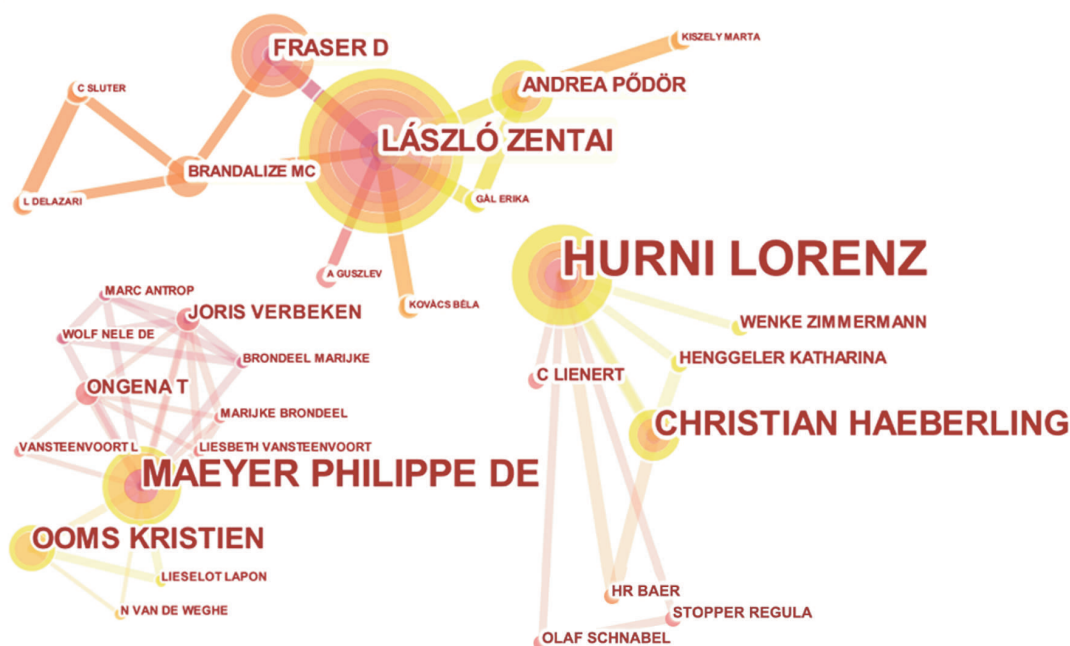 FRASER D
KISZELY MARTA
ANDREA PŐDÖR
C SLUTER
LÁSZLÓ ZENTAI
BRANDALIZE MC
L DELAZARI
GÀL ERIKA
A GUSZLEV
KOVÀCS BÉLA
HURNI LORENZ
MARC ANTROP
JORIS VERBEKEN
WENKE ZIMMERMANN
WOLF NELE DE
BRONDEEL MARIJKE
HENGGELER KATHARINA
C LIENERT
ONGENA T
MARIJKE BRONDEEL
CHRISTIAN HAEBERLING
VANSTEENVOORT L
LIESBETH VANSTEENVOORT
MAEYER PHILIPPE DE
OOMS KRISTIEN
LIESELOT LAPON
HR BAER
N VAN DE WEGHE
STOPPER REGULA
OLAF SCHNABEL